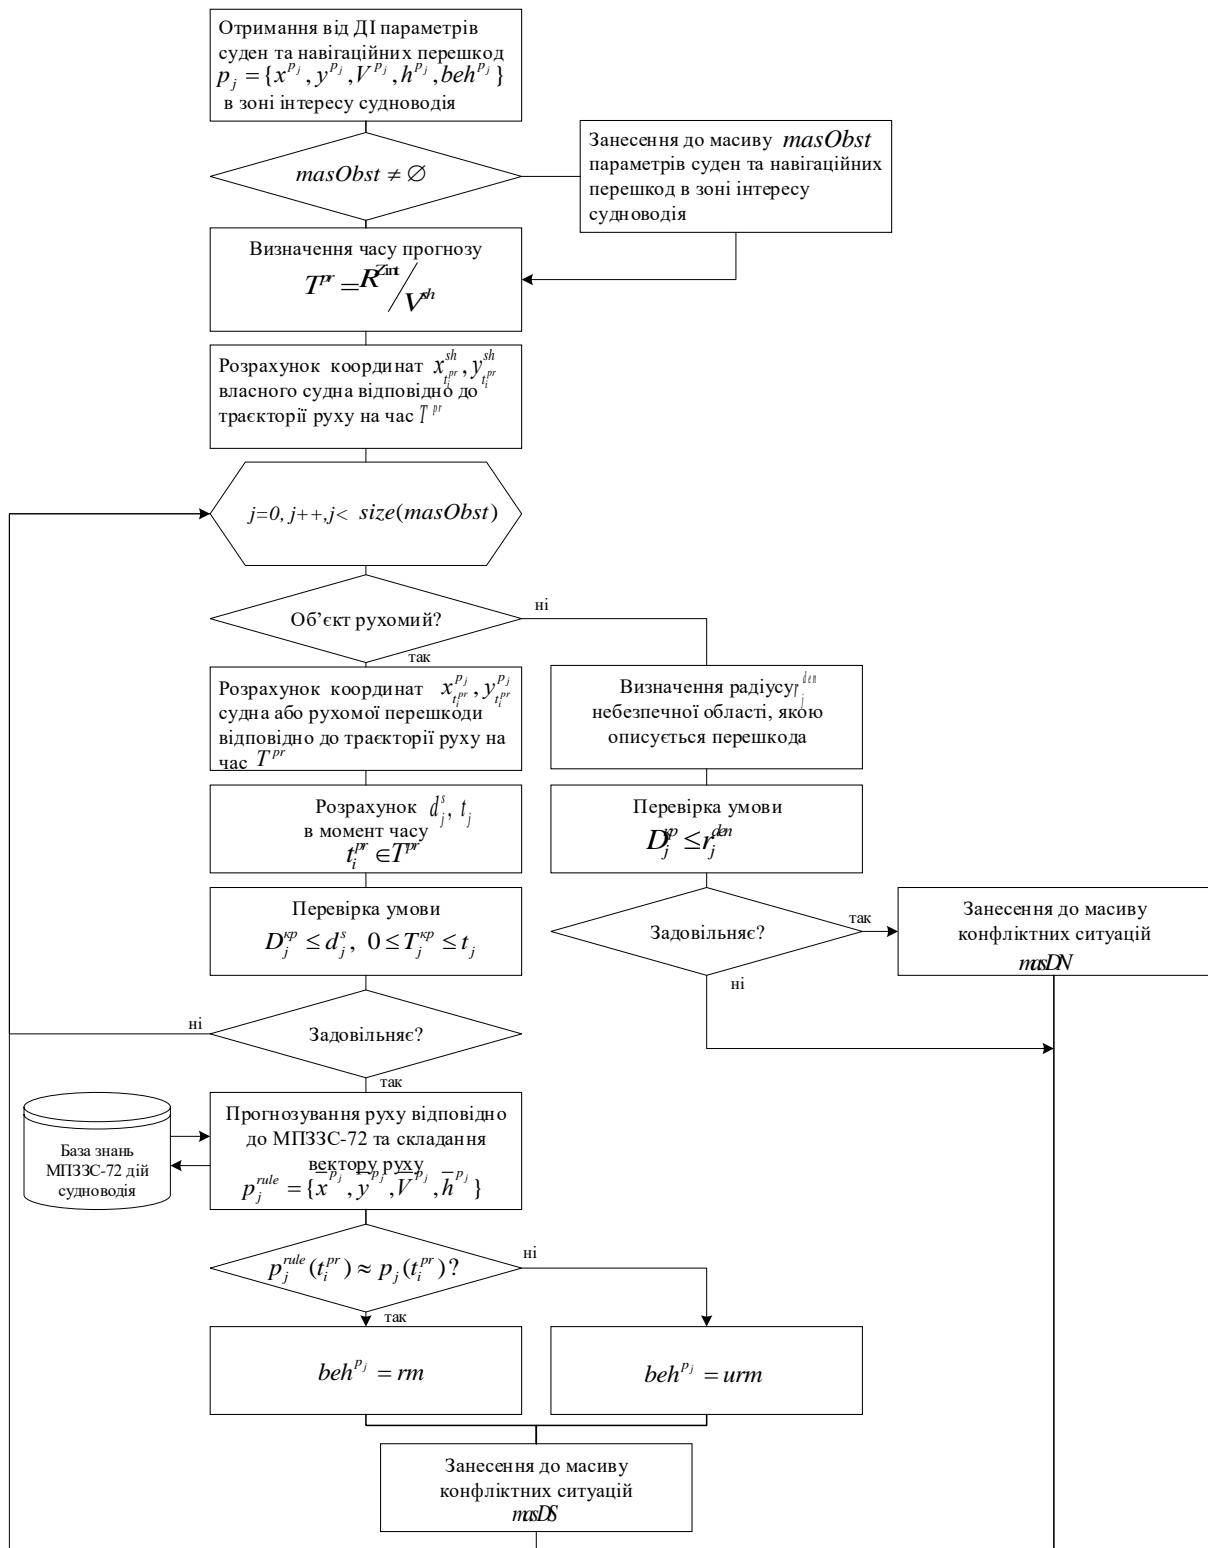 Отримання від ДІ параметрів
суден та навігаційних перешкод
p_j = {x^{p_j}, y^{p_j}, V^{p_j}, h^{p_j}, beh^{p_j}}
в зоні інтересу судноводія
masObst ≠ ∅
Занесення до масиву masObst
параметрів суден та навігаційних
перешкод в зоні інтересу
судноводія
Визначення часу прогнозу
T^{pr} = R^{Zint} / V^{sh}
Розрахунок координат x^{sh}_{t_i^{pr}}, y^{sh}_{t_i^{pr}}
власного судна відповідно до
траєкторії руху на час T^{pr}
j=0, j++, j< size(masObst)
Об’єкт рухомий?
ні
так
Розрахунок координат x^{p_j}_{t_i^{pr}}, y^{p_j}_{t_i^{pr}}
судна або рухомої перешкоди
відповідно до траєкторії руху на
час T^{pr}
Визначення радіусу r_j^{den}
небезпечної області, якою
описується перешкода
Розрахунок d_j^s, t_j
в момент часу
t_i^{pr} ∈ T^{pr}
Перевірка умови
D_j^{кр} ≤ r_j^{den}
Перевірка умови
D_j^{кр} ≤ d_j^s, 0 ≤ T_j^{кр} ≤ t_j
Задовільняє?
так
ні
Занесення до масиву
конфліктних ситуацій
masDN
ні
Задовільняє?
так
База знань
МПЗЗС-72 дій
судноводія
Прогнозування руху відповідно
до МПЗЗС-72 та складання
вектору руху
p_j^{rule} = {x̅^{p_j}, y̅^{p_j}, V̅^{p_j}, h̅^{p_j}}
p_j^{rule}(t_i^{pr}) ≈ p_j(t_i^{pr})?
ні
так
beh^{p_j} = rm
beh^{p_j} = urm
Занесення до масиву
конфліктних ситуацій
masDS